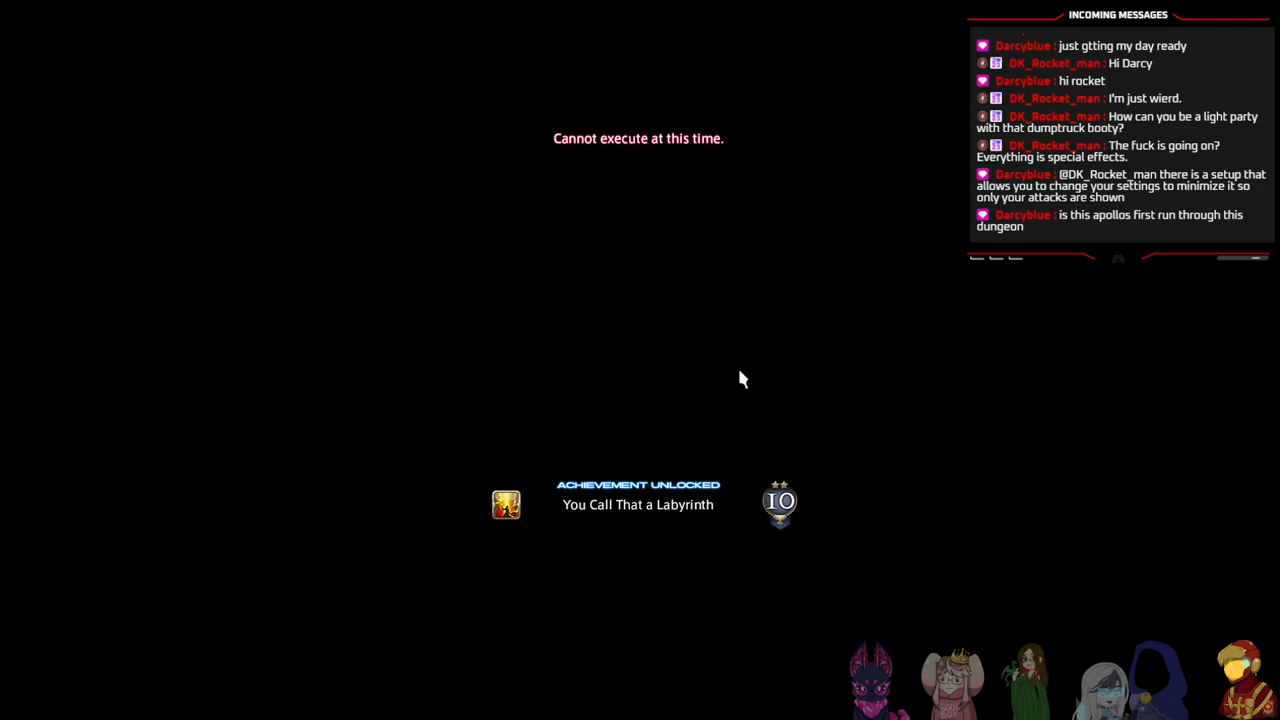 INCOMING MESSAGES
Darcyblue : just gtting my day ready
DK_Rocket_man : Hi Darcy
Darcyblue : hi rocket
DK_Rocket_man : I'm just wierd.
DK_Rocket_man : How can you be a light party
with that dumptruck booty?
DK_Rocket_man : The fuck is going on?
Everything is special effects.
Darcyblue : @DK_Rocket_man there is a setup that
allows you to change your settings to minimize it so
only your attacks are shown
Darcyblue : is this apollos first run through this
dungeon
Cannot execute at this time.
ACHIEVEMENT UNLOCKED
You Call That a Labyrinth
10